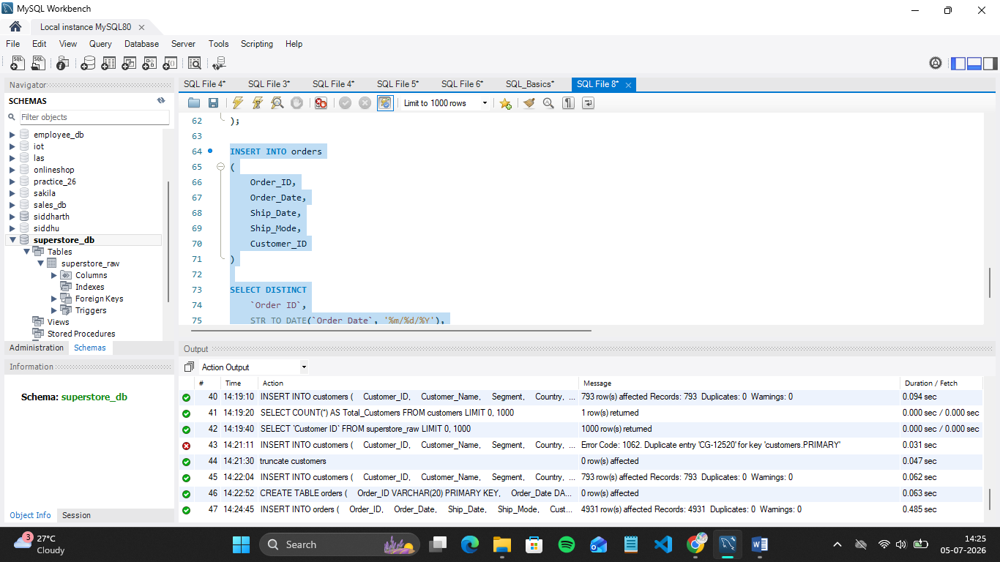 MySQL Workbench
Local instance MySQL80
File Edit View Query Database Server Tools Scripting Help
Navigator
SCHEMAS
Filter objects
employee_db
iot
las
onlineshop
practice_26
sakila
sales_db
siddharth
siddhu
superstore_db
Tables
superstore_raw
Columns
Indexes
Foreign Keys
Triggers
Views
Stored Procedures
Administration Schemas
Information
Schema: superstore_db
Object Info Session
SQL File 4* SQL File 3* SQL File 4* SQL File 5* SQL File 6* SQL_Basics* SQL File 8*
Limit to 1000 rows
62 );
63
64 INSERT INTO orders
65 (
66 Order_ID,
67 Order_Date,
68 Ship_Date,
69 Ship_Mode,
70 Customer_ID
71 )
72
73 SELECT DISTINCT
74 `Order ID`,
75 STR_TO_DATE(`Order Date`, '%m/%d/%Y'),
Output
Action Output
# Time Action Message Duration / Fetch
40 14:19:10 INSERT INTO customers ( Customer_ID, Customer_Name, Segment, Country, ... 793 row(s) affected Records: 793 Duplicates: 0 Warnings: 0 0.094 sec
41 14:19:20 SELECT COUNT(*) AS Total_Customers FROM customers LIMIT 0, 1000 1 row(s) returned 0.000 sec / 0.000 sec
42 14:19:40 SELECT `Customer ID` FROM superstore_raw LIMIT 0, 1000 1000 row(s) returned 0.000 sec / 0.000 sec
43 14:21:11 INSERT INTO customers ( Customer_ID, Customer_Name, Segment, Country, ... Error Code: 1062. Duplicate entry 'CG-12520' for key 'customers.PRIMARY' 0.031 sec
44 14:21:30 truncate customers 0 row(s) affected 0.047 sec
45 14:22:04 INSERT INTO customers ( Customer_ID, Customer_Name, Segment, Country, ... 793 row(s) affected Records: 793 Duplicates: 0 Warnings: 0 0.062 sec
46 14:22:52 CREATE TABLE orders ( Order_ID VARCHAR(20) PRIMARY KEY, Order_Date DA... 0 row(s) affected 0.063 sec
47 14:24:45 INSERT INTO orders ( Order_ID, Order_Date, Ship_Date, Ship_Mode, Cust... 4931 row(s) affected Records: 4931 Duplicates: 0 Warnings: 0 0.485 sec
3
27°C
Cloudy
Search
14:25
05-07-2026